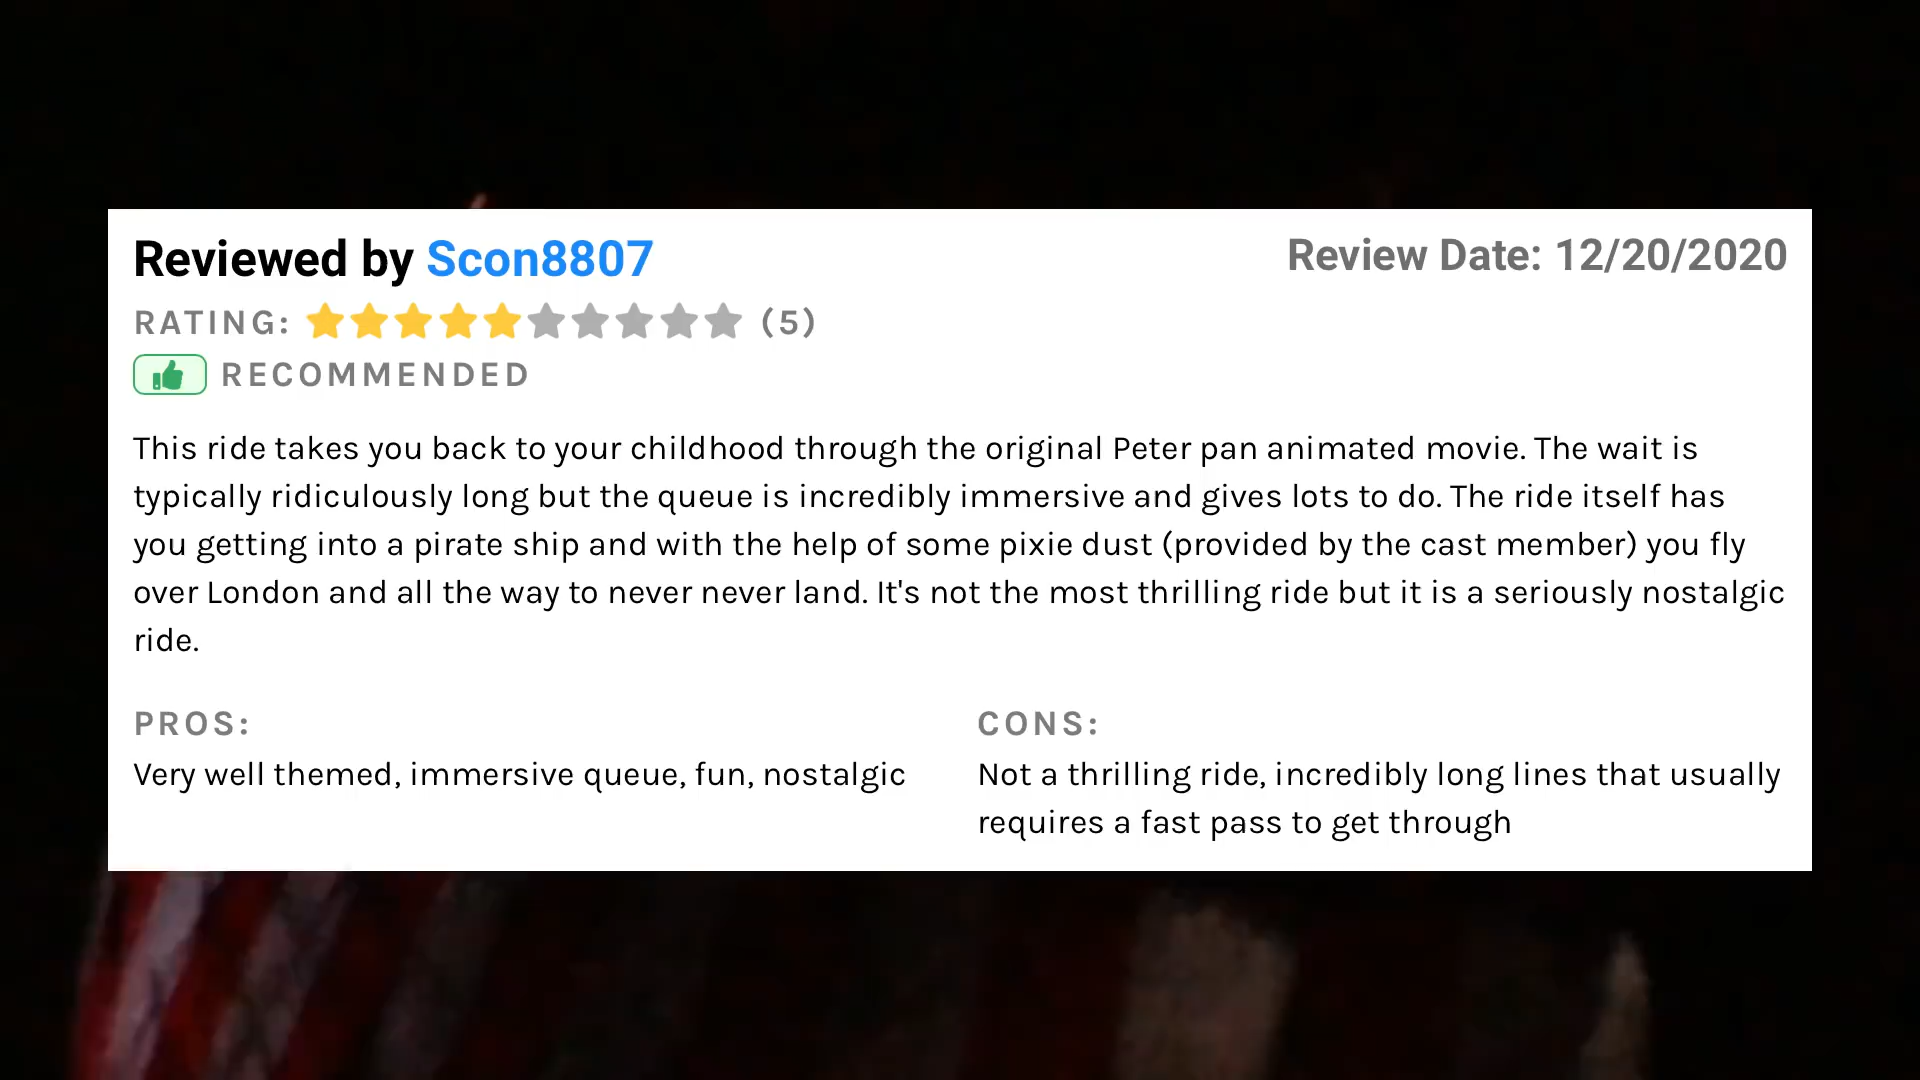 Reviewed by Scon8807
Review Date: 12/20/2020
RATING: (5)
RECOMMENDED
This ride takes you back to your childhood through the original Peter pan animated movie. The wait is
typically ridiculously long but the queue is incredibly immersive and gives lots to do. The ride itself has
you getting into a pirate ship and with the help of some pixie dust (provided by the cast member) you fly
over London and all the way to never never land. It's not the most thrilling ride but it is a seriously nostalgic
ride.
PROS:
Very well themed, immersive queue, fun, nostalgic
CONS:
Not a thrilling ride, incredibly long lines that usually
requires a fast pass to get through